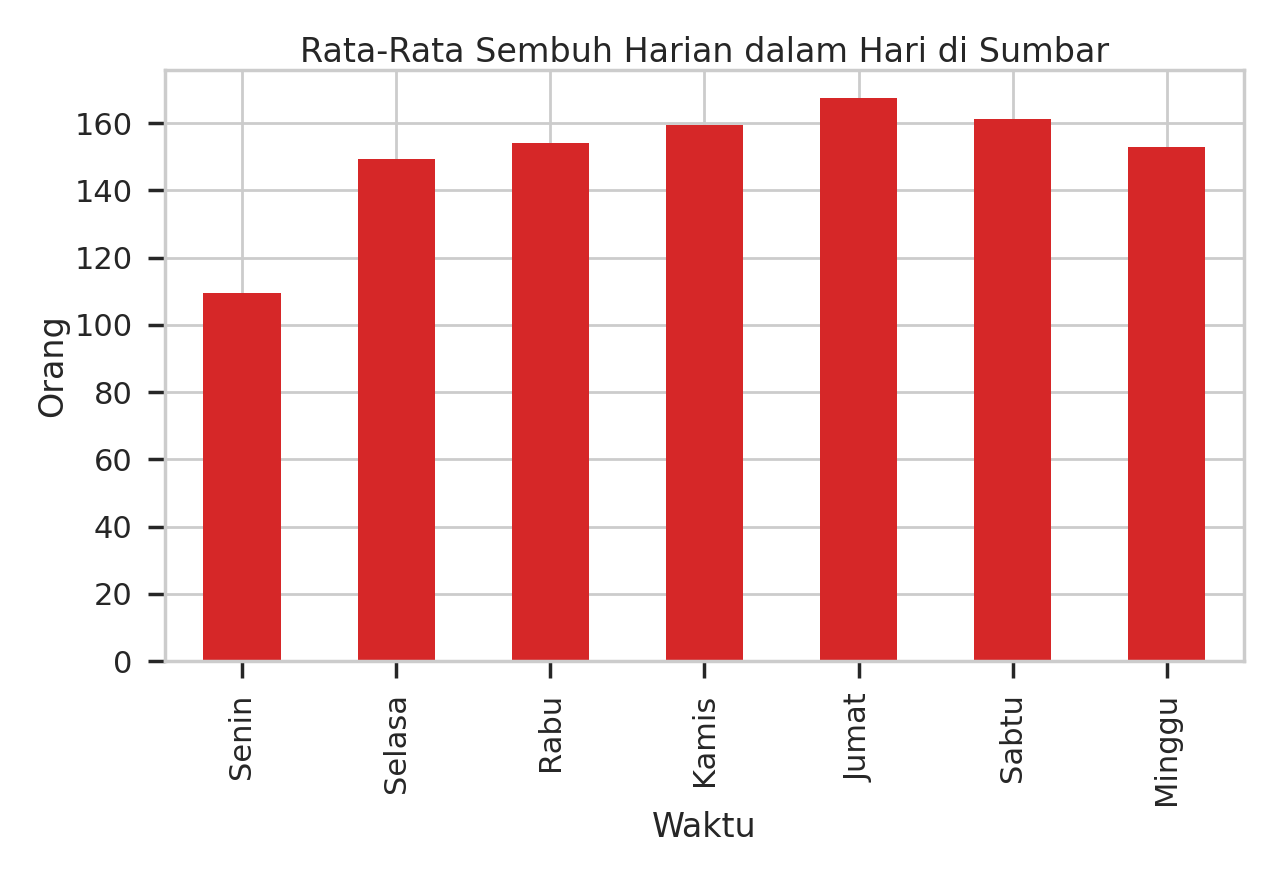 Rata-Rata Sembuh Harian dalam Hari di Sumbar
Orang
160
140
120
100
80
60
40
20
0
Senin
Selasa
Rabu
Kamis
Jumat
Sabtu
Minggu
Waktu